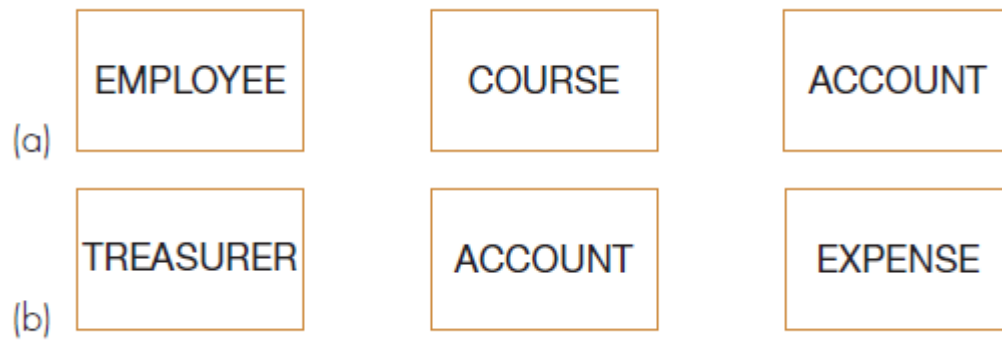 EMPLOYEE COURSE ACCOUNT
(a)
TREASURER ACCOUNT EXPENSE
(b)